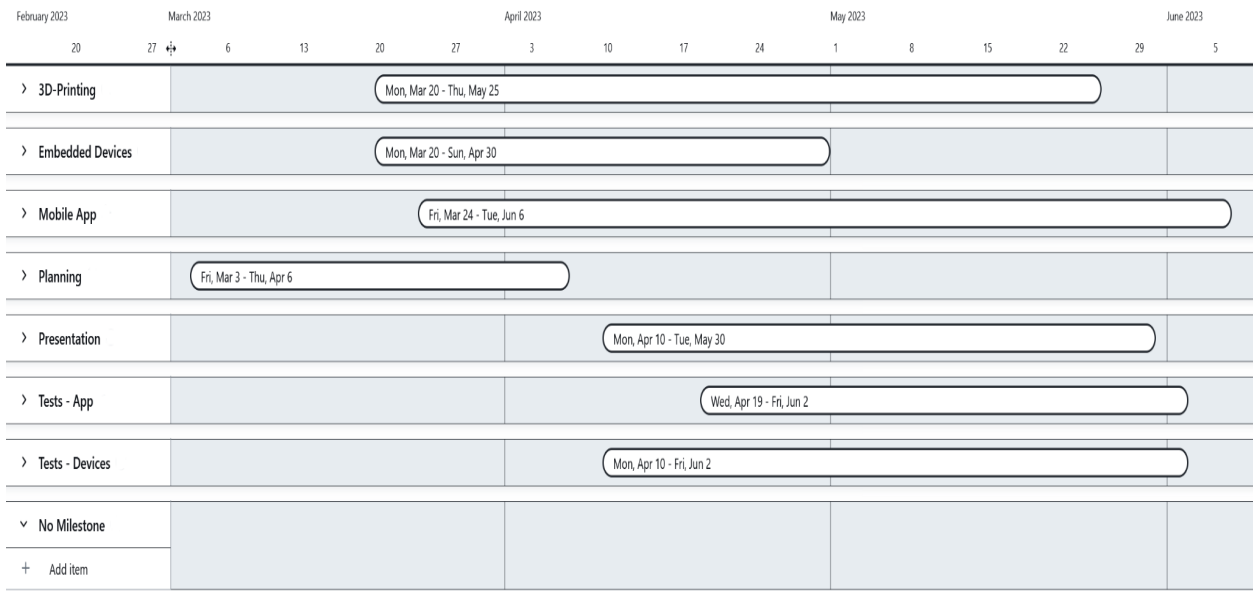 February 2023 March 2023 April 2023 May 2023 June 2023
20 27 6 13 20 27 3 10 17 24 1 8 15 22 29 5
3D-Printing Mon, Mar 20 - Thu, May 25
Embedded Devices Mon, Mar 20 - Sun, Apr 30
Mobile App Fri, Mar 24 - Tue, Jun 6
Planning Fri, Mar 3 - Thu, Apr 6
Presentation Mon, Apr 10 - Tue, May 30
Tests - App Wed, Apr 19 - Fri, Jun 2
Tests - Devices Mon, Apr 10 - Fri, Jun 2
No Milestone
+ Add item